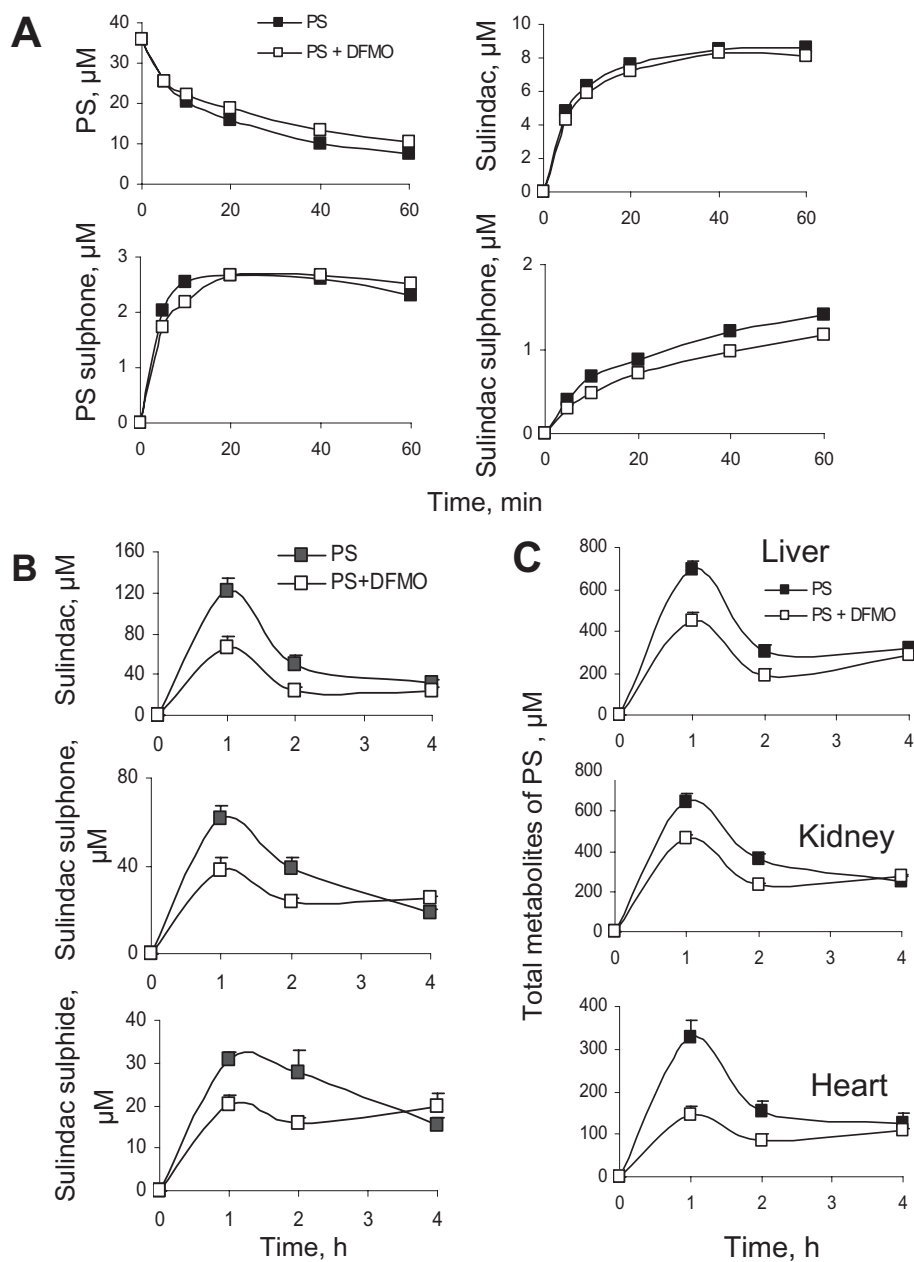 A
PS, µM
40
30
20
10
0
0 20 40 60
PS
PS + DFMO
Sulindac, µM
10
8
6
4
2
0
0 20 40 60
PS sulphone, µM
3
2
1
0
0 20 40 60
Sulindac sulphone, µM
2
1
0
0 20 40 60
Time, min
B
Sulindac, µM
160
120
80
40
0
0 1 2 3 4
PS
PS+DFMO
Sulindac sulphone,
µM
80
40
0
0 1 2 3 4
Sulindac sulphide,
µM
40
30
20
10
0
0 1 2 3 4
Time, h
C
Total metabolites of PS, µM
Liver
PS
PS + DFMO
800
600
400
200
0
0 1 2 3 4
Kidney
800
600
400
200
0
0 1 2 3 4
Heart
400
300
200
100
0
0 1 2 3 4
Time, h